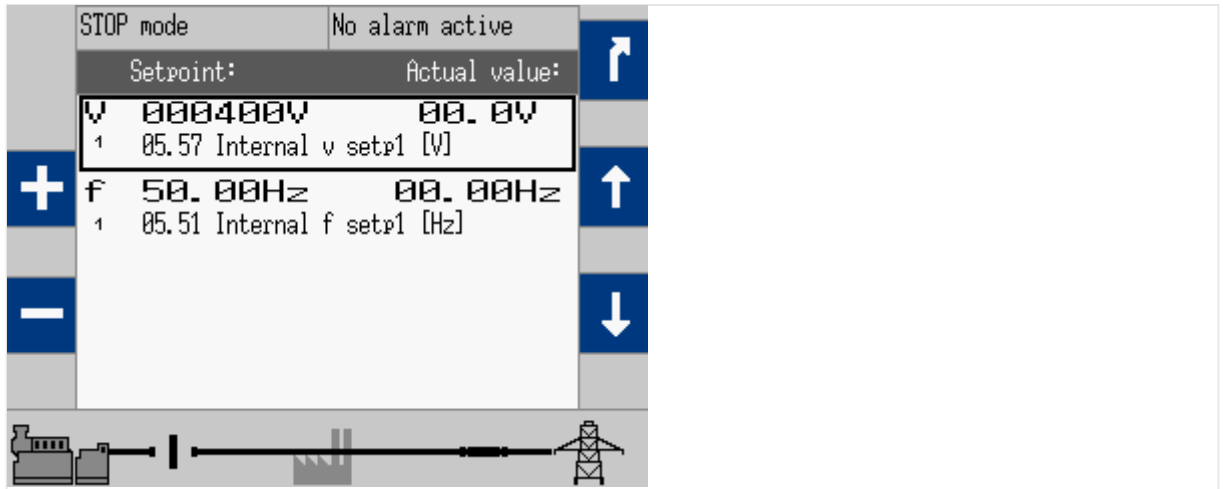 STOP mode No alarm active
Setpoint: Actual value:
V 000400V 00.0V
1 05.57 Internal v setp1 [V]
f 50.00Hz 00.00Hz
1 05.51 Internal f setp1 [Hz]